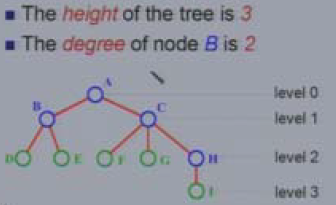 The height of the tree is 3
The degree of node B is 2
A
level 0
B
C
level 1
D
E
F
G
H
level 2
I
level 3